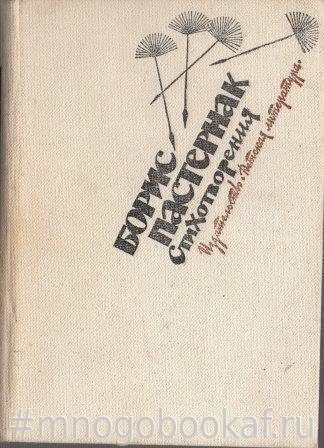 БОРИС
ПАСТЕРНАК
СТИХОТВОРЕНИЯ
Издательство «Детская литература»
#mnogobookaf.ru